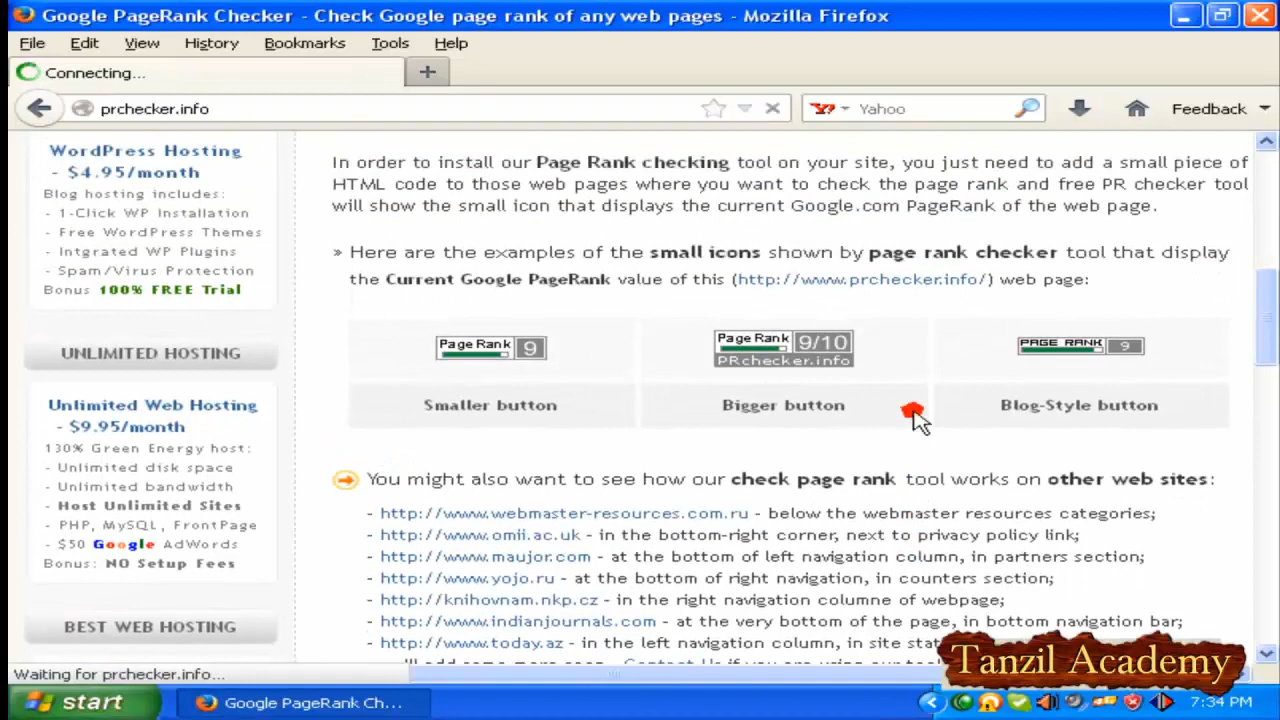 Google PageRank Checker - Check Google page rank of any web pages - Mozilla Firefox
File Edit View History Bookmarks Tools Help
Connecting...
prchecker.info
Yahoo
Feedback
WordPress Hosting
- $4.95/month
Blog hosting includes:
- 1-Click WP Installation
- Free WordPress Themes
- Intgrated WP Plugins
- Spam/Virus Protection
Bonus 100% FREE Trial
UNLIMITED HOSTING
Unlimited Web Hosting
- $9.95/month
130% Green Energy host:
- Unlimited disk space
- Unlimited bandwidth
- Host Unlimited Sites
- PHP, MySQL, FrontPage
- $50 Google AdWords
Bonus: NO Setup Fees
BEST WEB HOSTING
In order to install our Page Rank checking tool on your site, you just need to add a small piece of
HTML code to those web pages where you want to check the page rank and free PR checker tool
will show the small icon that displays the current Google.com PageRank of the web page.
» Here are the examples of the small icons shown by page rank checker tool that display
the Current Google PageRank value of this (http://www.prchecker.info/) web page:
Page Rank 9
Page Rank 9/10
PRchecker.info
PAGE RANK 9
Smaller button
Bigger button
Blog-Style button
You might also want to see how our check page rank tool works on other web sites:
- http://www.webmaster-resources.com.ru - below the webmaster resources categories;
- http://www.omii.ac.uk - in the bottom-right corner, next to privacy policy link;
- http://www.maujor.com - at the bottom of left navigation column, in partners section;
- http://www.yojo.ru - at the bottom of right navigation, in counters section;
- http://knihovnam.nkp.cz - in the right navigation columne of webpage;
- http://www.indianjournals.com - at the very bottom of the page, in bottom navigation bar;
- http://www.today.az - in the left navigation column, in site
Tanzil Academy
Waiting for prchecker.info...
start
Google PageRank Ch...
7:34 PM